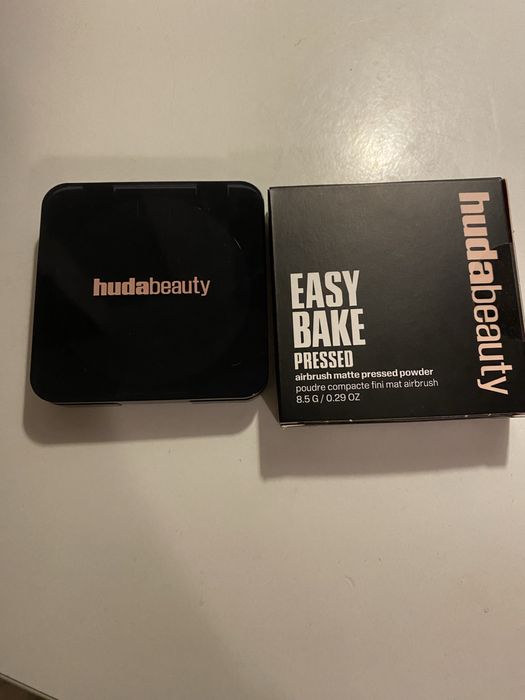 hudabeauty
EASY
BAKE
PRESSED
airbrush matte pressed powder
poudre compacte fini mat airbrush
8.5 G / 0.29 OZ
hudabeauty